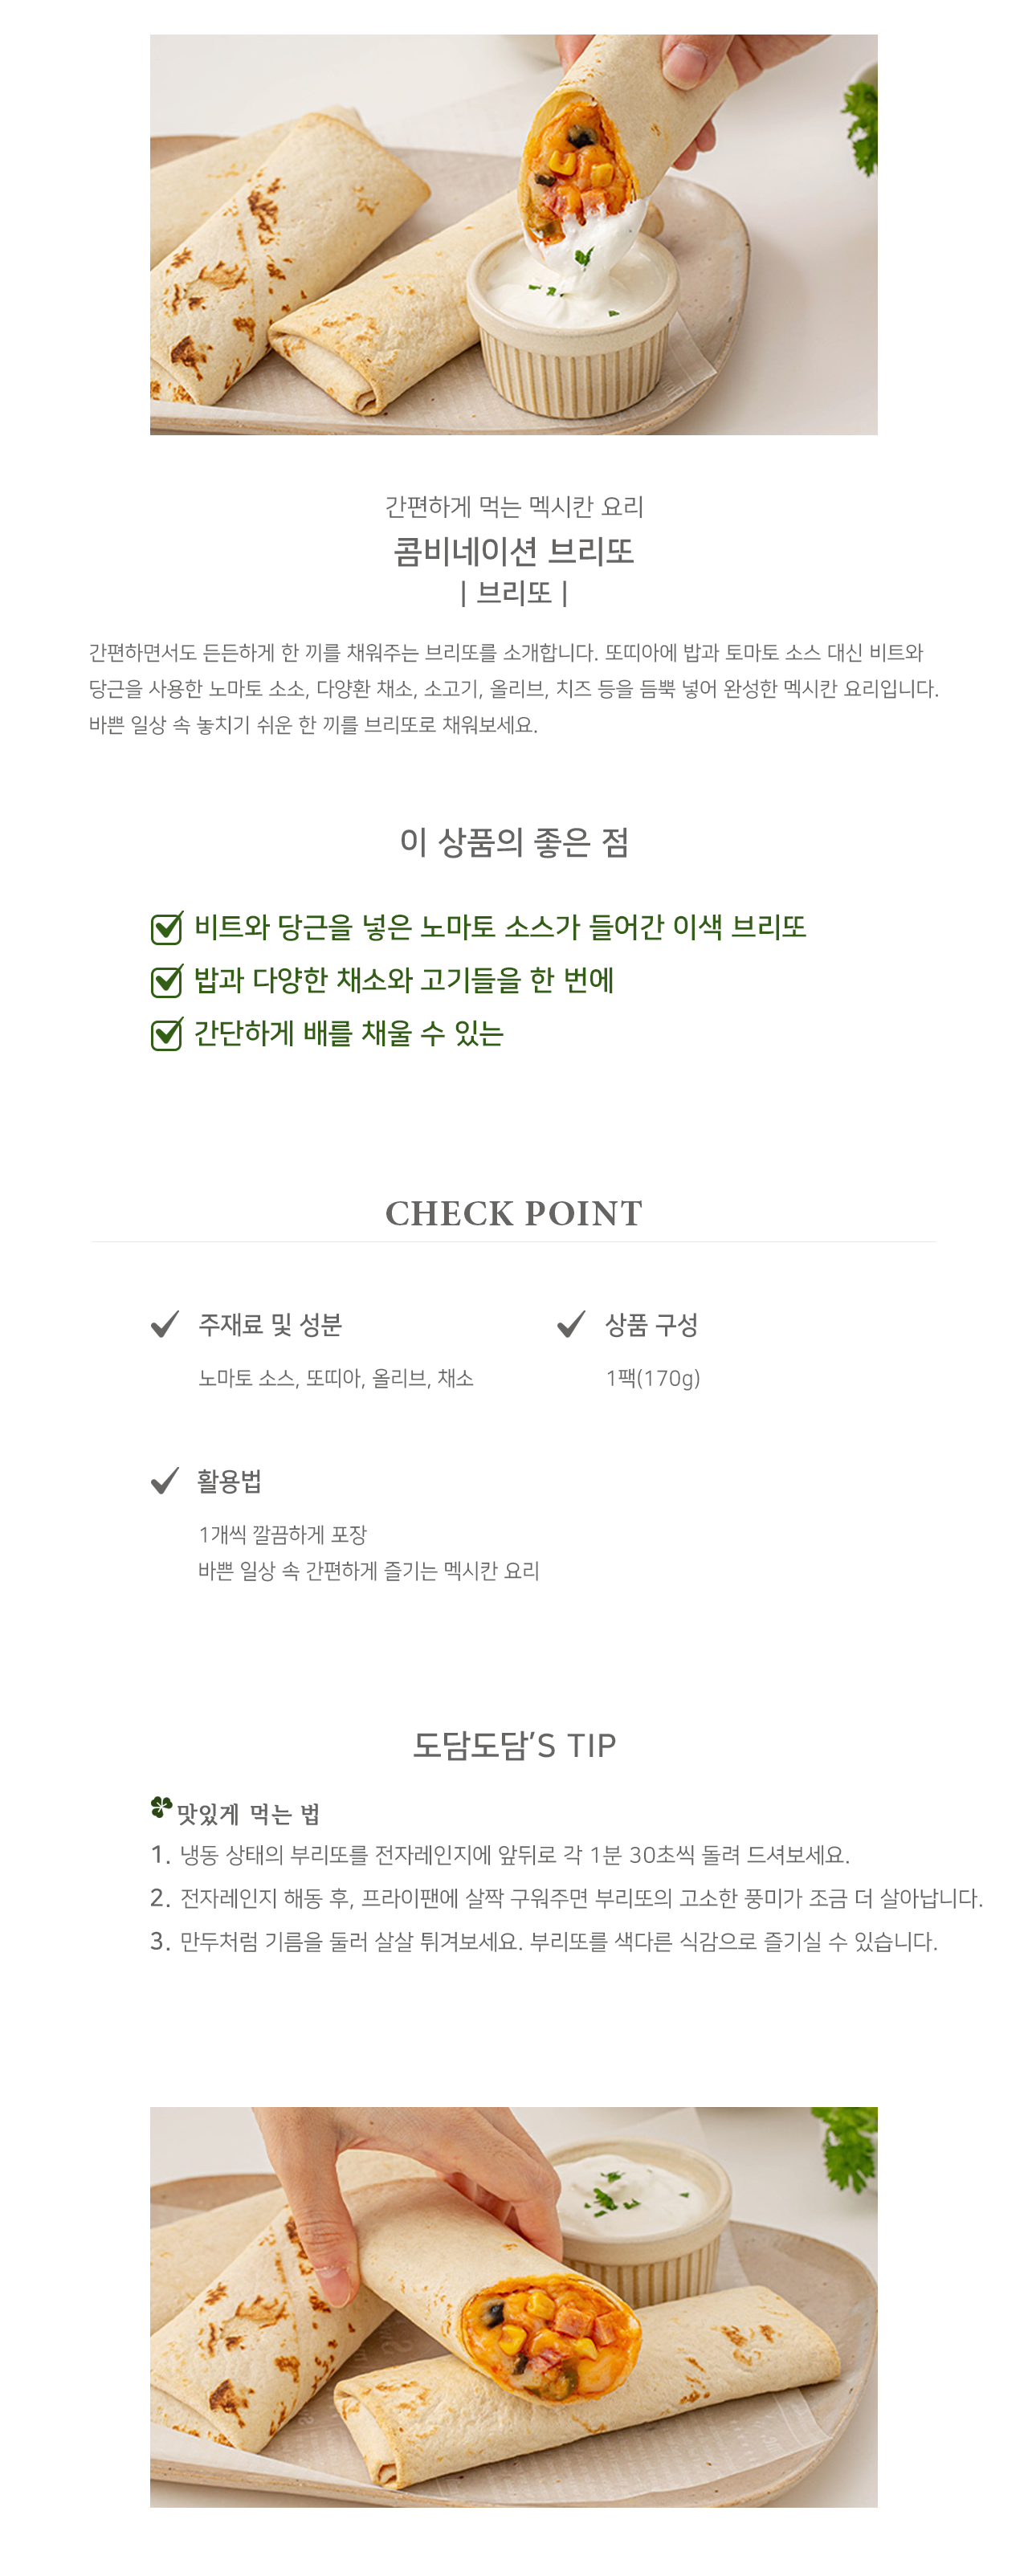 간편하게 먹는 멕시칸 요리
콤비네이션 브리또
| 브리또 |
간편하면서도 든든하게 한 끼를 채워주는 브리또를 소개합니다. 또띠아에 밥과 토마토 소스 대신 비트와
당근을 사용한 노마토 소소, 다양환 채소, 소고기, 올리브, 치즈 등을 듬뿍 넣어 완성한 멕시칸 요리입니다.
바쁜 일상 속 놓치기 쉬운 한 끼를 브리또로 채워보세요.
이 상품의 좋은 점
비트와 당근을 넣은 노마토 소스가 들어간 이색 브리또
밥과 다양한 채소와 고기들을 한 번에
간단하게 배를 채울 수 있는
CHECK POINT
주재료 및 성분
노마토 소스, 또띠아, 올리브, 채소
상품 구성
1팩(170g)
활용법
1개씩 깔끔하게 포장
바쁜 일상 속 간편하게 즐기는 멕시칸 요리
도담도담’S TIP
맛있게 먹는 법
1. 냉동 상태의 부리또를 전자레인지에 앞뒤로 각 1분 30초씩 돌려 드셔보세요.
2. 전자레인지 해동 후, 프라이팬에 살짝 구워주면 부리또의 고소한 풍미가 조금 더 살아납니다.
3. 만두처럼 기름을 둘러 살살 튀겨보세요. 부리또를 색다른 식감으로 즐기실 수 있습니다.